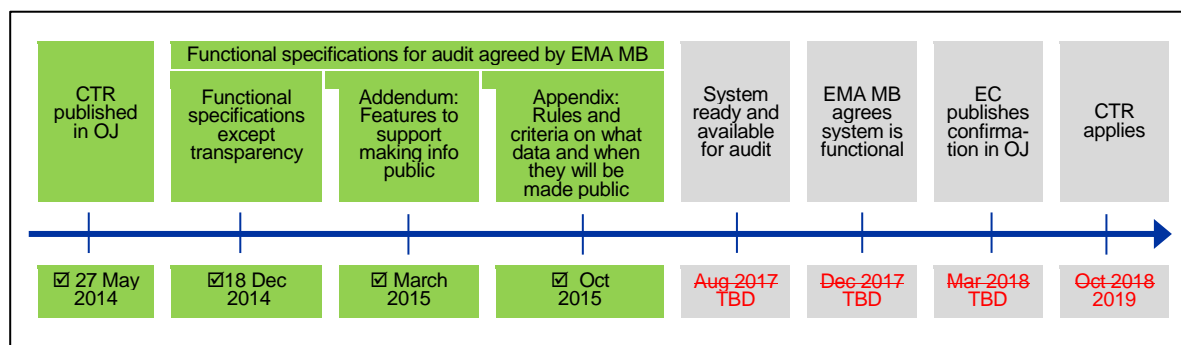 Functional specifications for audit agreed by EMA MB
CTR
published
in OJ
Functional
specifications
except
transparency
Addendum:
Features to
support
making info
public
Appendix:
Rules and
criteria on what
data and when
they will be
made public
System
ready and
available
for audit
EMA MB
agrees
system is
functional
EC
publishes
confirma-
tion in OJ
CTR
applies
☑ 27 May
2014
☑18 Dec
2014
☑ March
2015
☑ Oct
2015
Aug 2017
TBD
Dec 2017
TBD
Mar 2018
TBD
Oct 2018
2019